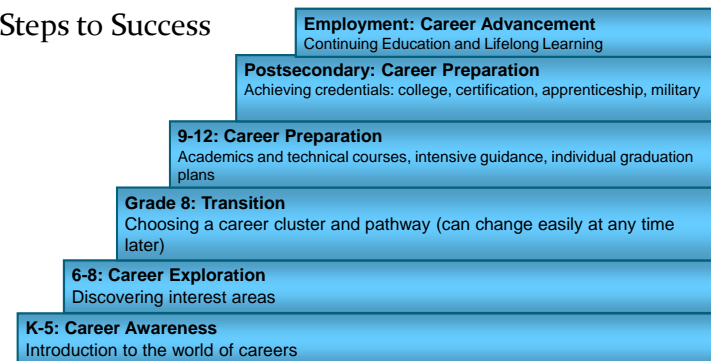 Steps to Success
Employment: Career Advancement
Continuing Education and Lifelong Learning
Postsecondary: Career Preparation
Achieving credentials: college, certification, apprenticeship, military
9-12: Career Preparation
Academics and technical courses, intensive guidance, individual graduation
plans
Grade 8: Transition
Choosing a career cluster and pathway (can change easily at any time
later)
6-8: Career Exploration
Discovering interest areas
K-5: Career Awareness
Introduction to the world of careers